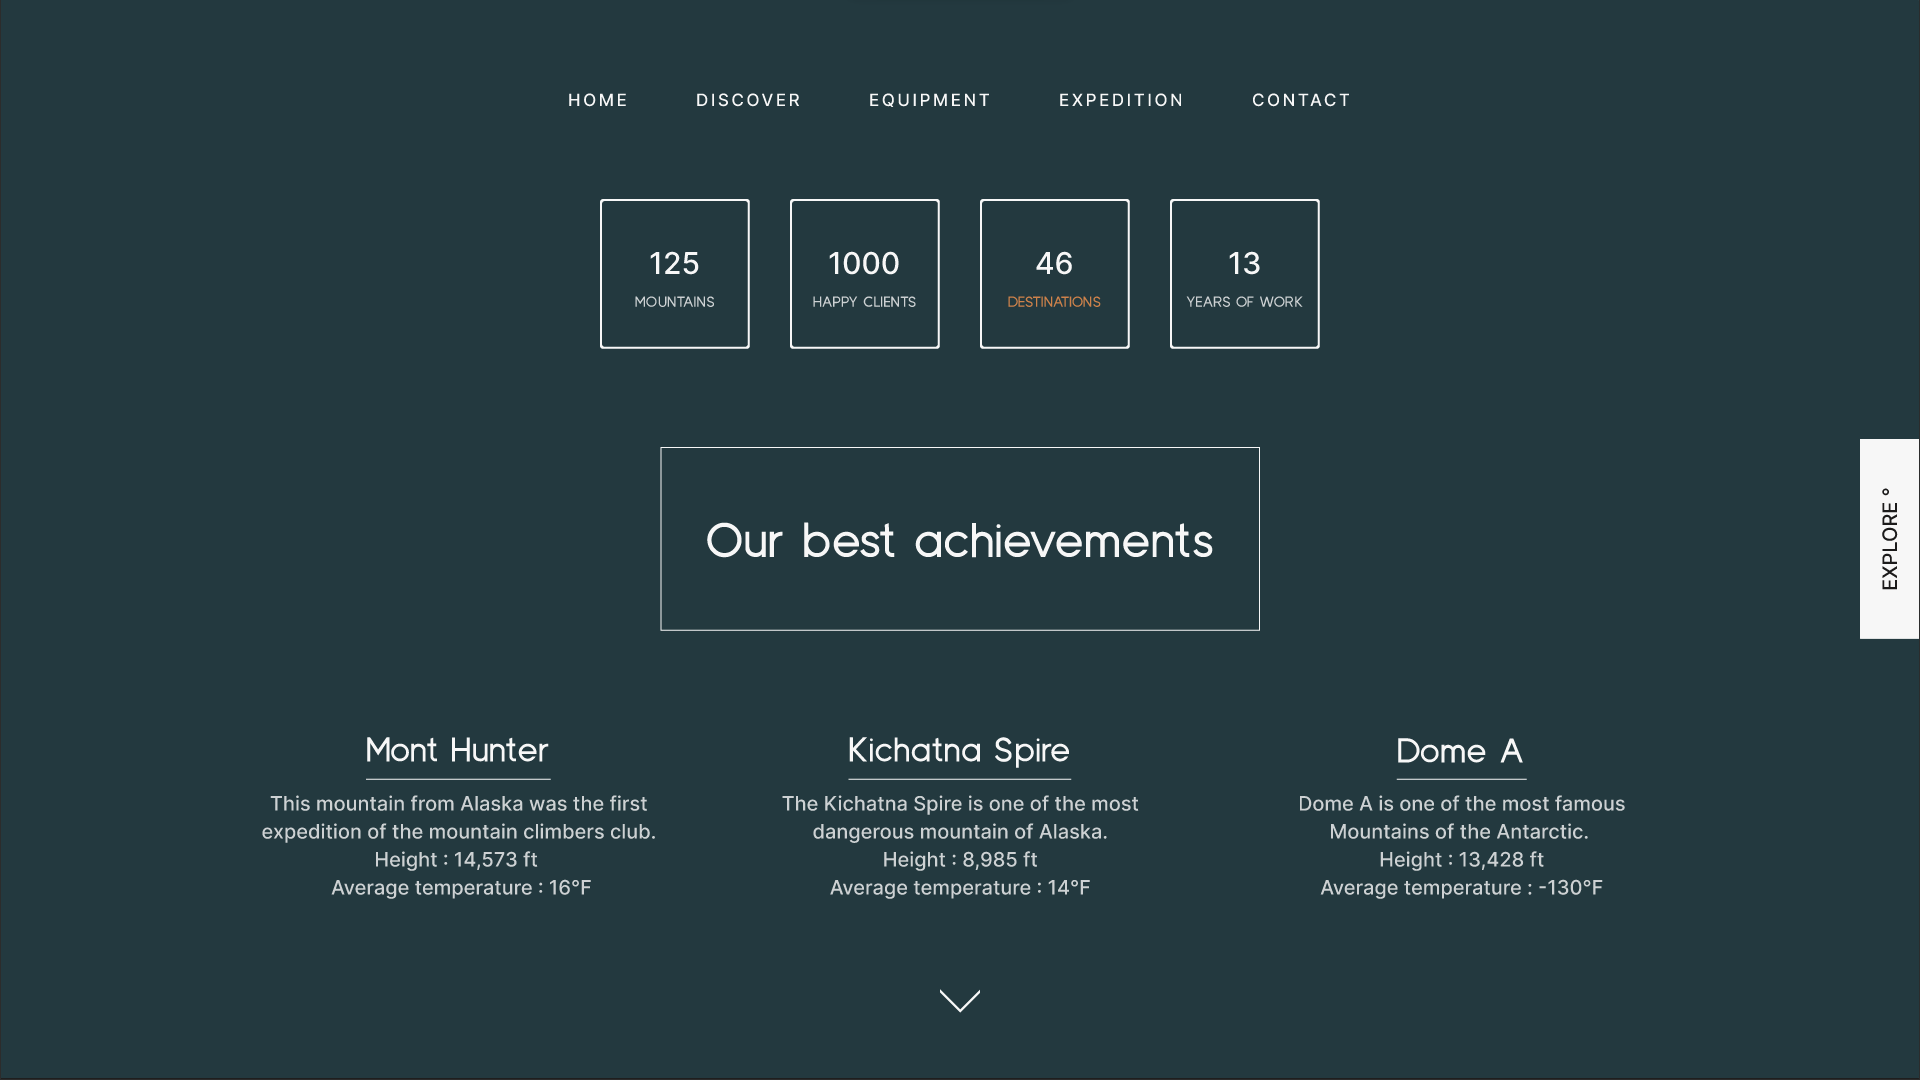 HOME DISCOVER EQUIPMENT EXPEDITION CONTACT
125
MOUNTAINS
1000
HAPPY CLIENTS
46
DESTINATIONS
13
YEARS OF WORK
Our best achievements
EXPLORE °
Mont Hunter
This mountain from Alaska was the first
expedition of the mountain climbers club.
Height : 14,573 ft
Average temperature : 16°F
Kichatna Spire
The Kichatna Spire is one of the most
dangerous mountain of Alaska.
Height : 8,985 ft
Average temperature : 14°F
Dome A
Dome A is one of the most famous
Mountains of the Antarctic.
Height : 13,428 ft
Average temperature : -130°F